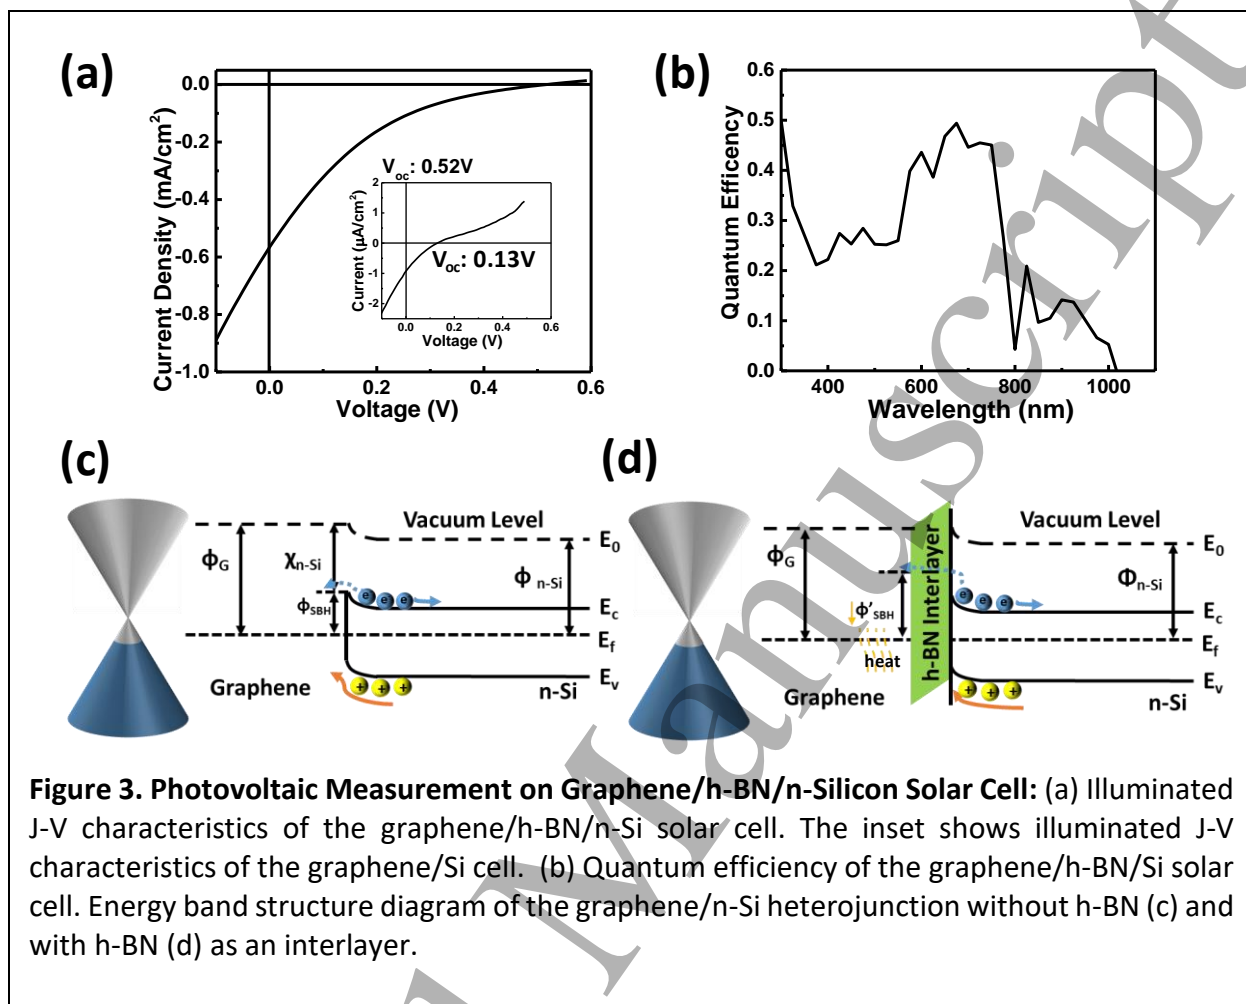 (a)
0.0
-0.2
-0.4
-0.6
-0.8
-1.0
Current Density (mA/cm²)
0.0 0.2 0.4 0.6
Voltage (V)
Voc: 0.52V
2
1
0
-1
-2
Current (μA/cm²)
Voc: 0.13V
0.0 0.2 0.4 0.6
Voltage (V)
(b)
0.6
0.5
0.4
0.3
0.2
0.1
0.0
Quantum Efficency
400 600 800 1000
Wavelength (nm)
(c)
Vacuum Level
E0
ϕG
χn-Si
ϕ n-Si
e e e
ϕSBH
Ec
Ef
Graphene
+ + +
n-Si
Ev
(d)
Vacuum Level
E0
ϕG
h-BN Interlayer
Φn-Si
e e e
ϕ'SBH
Ec
heat
Ef
Graphene
+ + +
n-Si
Ev
Figure 3. Photovoltaic Measurement on Graphene/h-BN/n-Silicon Solar Cell: (a) Illuminated
J-V characteristics of the graphene/h-BN/n-Si solar cell. The inset shows illuminated J-V
characteristics of the graphene/Si cell. (b) Quantum efficiency of the graphene/h-BN/Si solar
cell. Energy band structure diagram of the graphene/n-Si heterojunction without h-BN (c) and
with h-BN (d) as an interlayer.
Manuscript